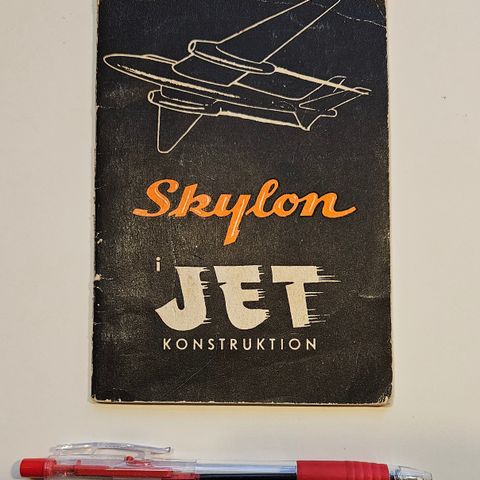 Skylon
i
JET
KONSTRUKTION